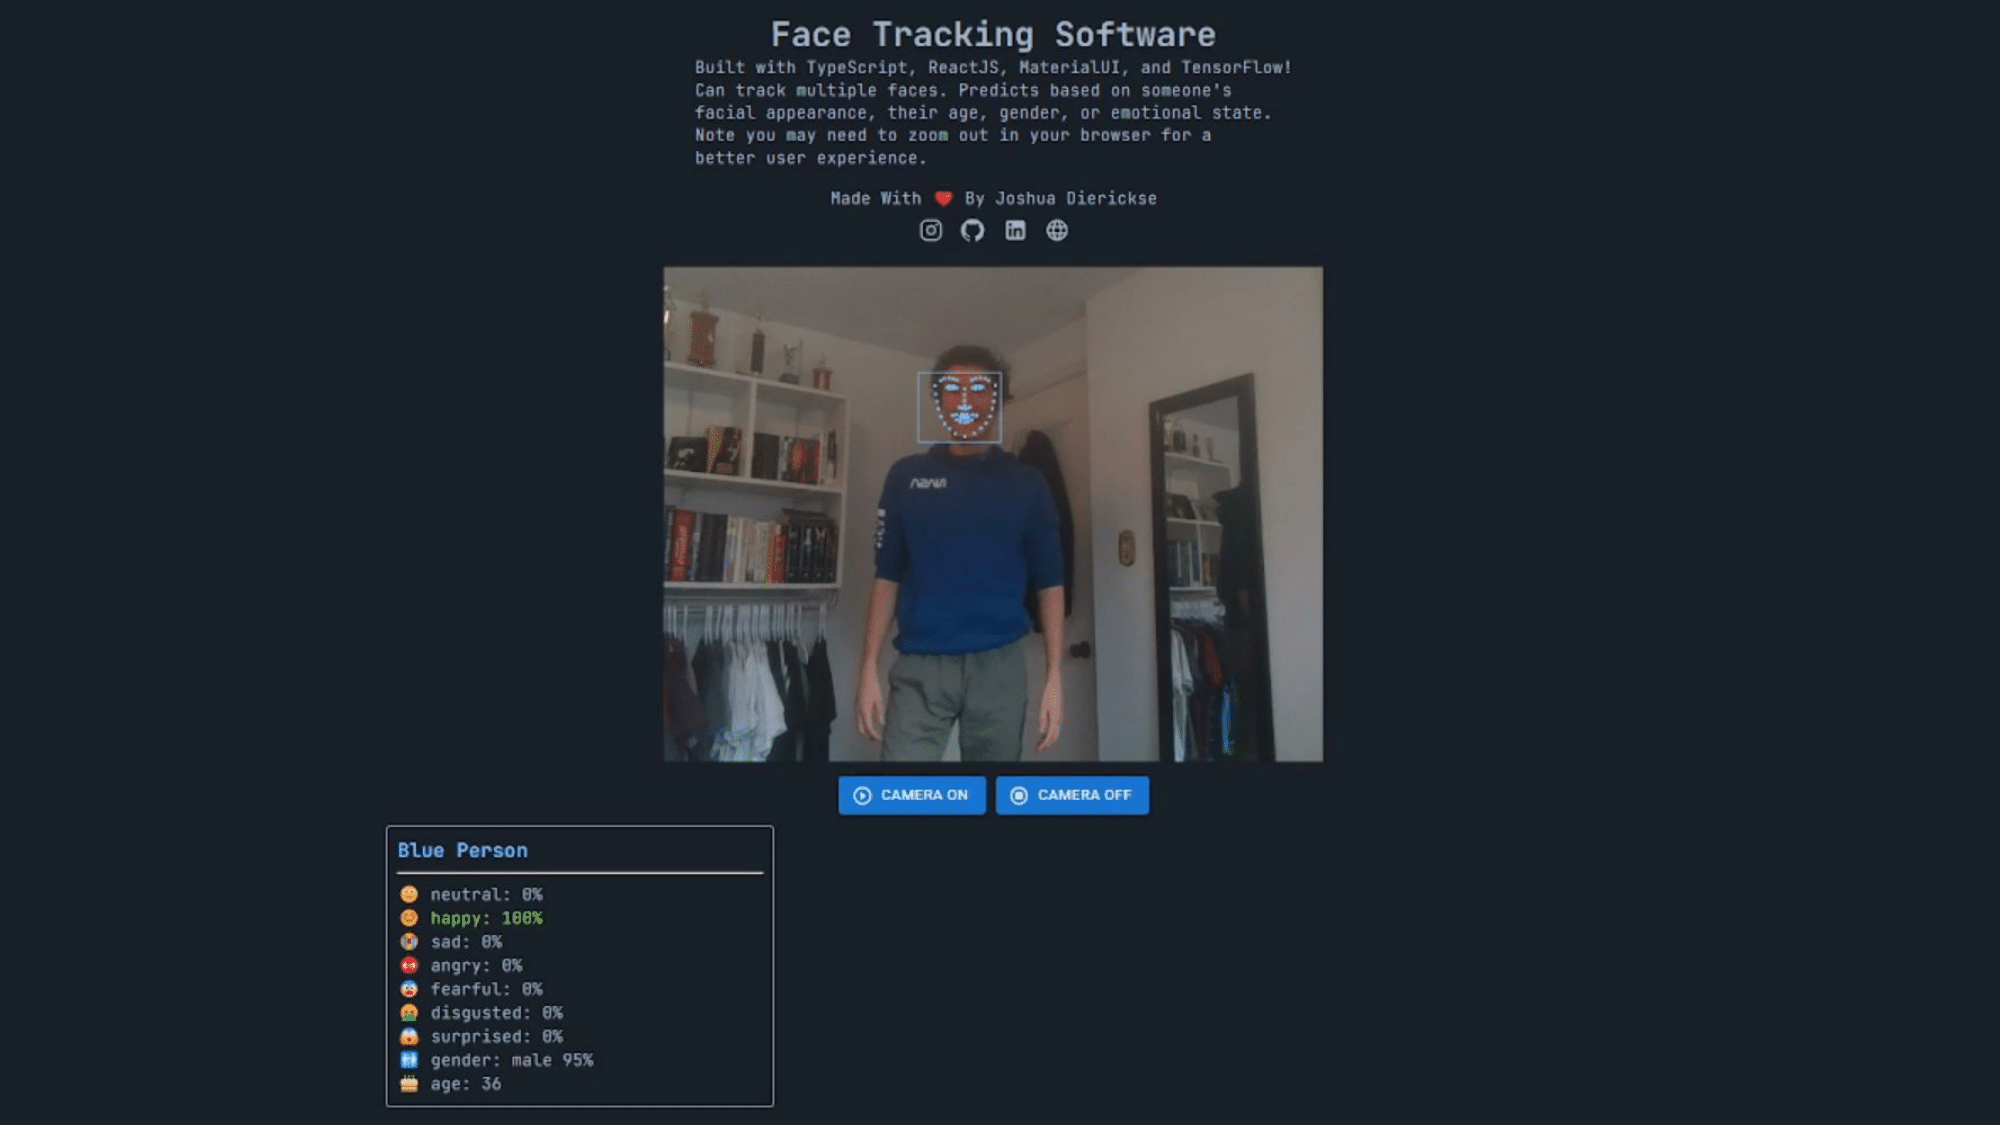 Face Tracking Software
Built with TypeScript, ReactJS, MaterialUI, and TensorFlow!
Can track multiple faces. Predicts based on someone's
facial appearance, their age, gender, or emotional state.
Note you may need to zoom out in your browser for a
better user experience.
Made With ❤️ By Joshua Dierickse
CAMERA ON
CAMERA OFF
Blue Person
neutral: 0%
happy: 100%
sad: 0%
angry: 0%
fearful: 0%
disgusted: 0%
surprised: 0%
gender: male 95%
age: 36